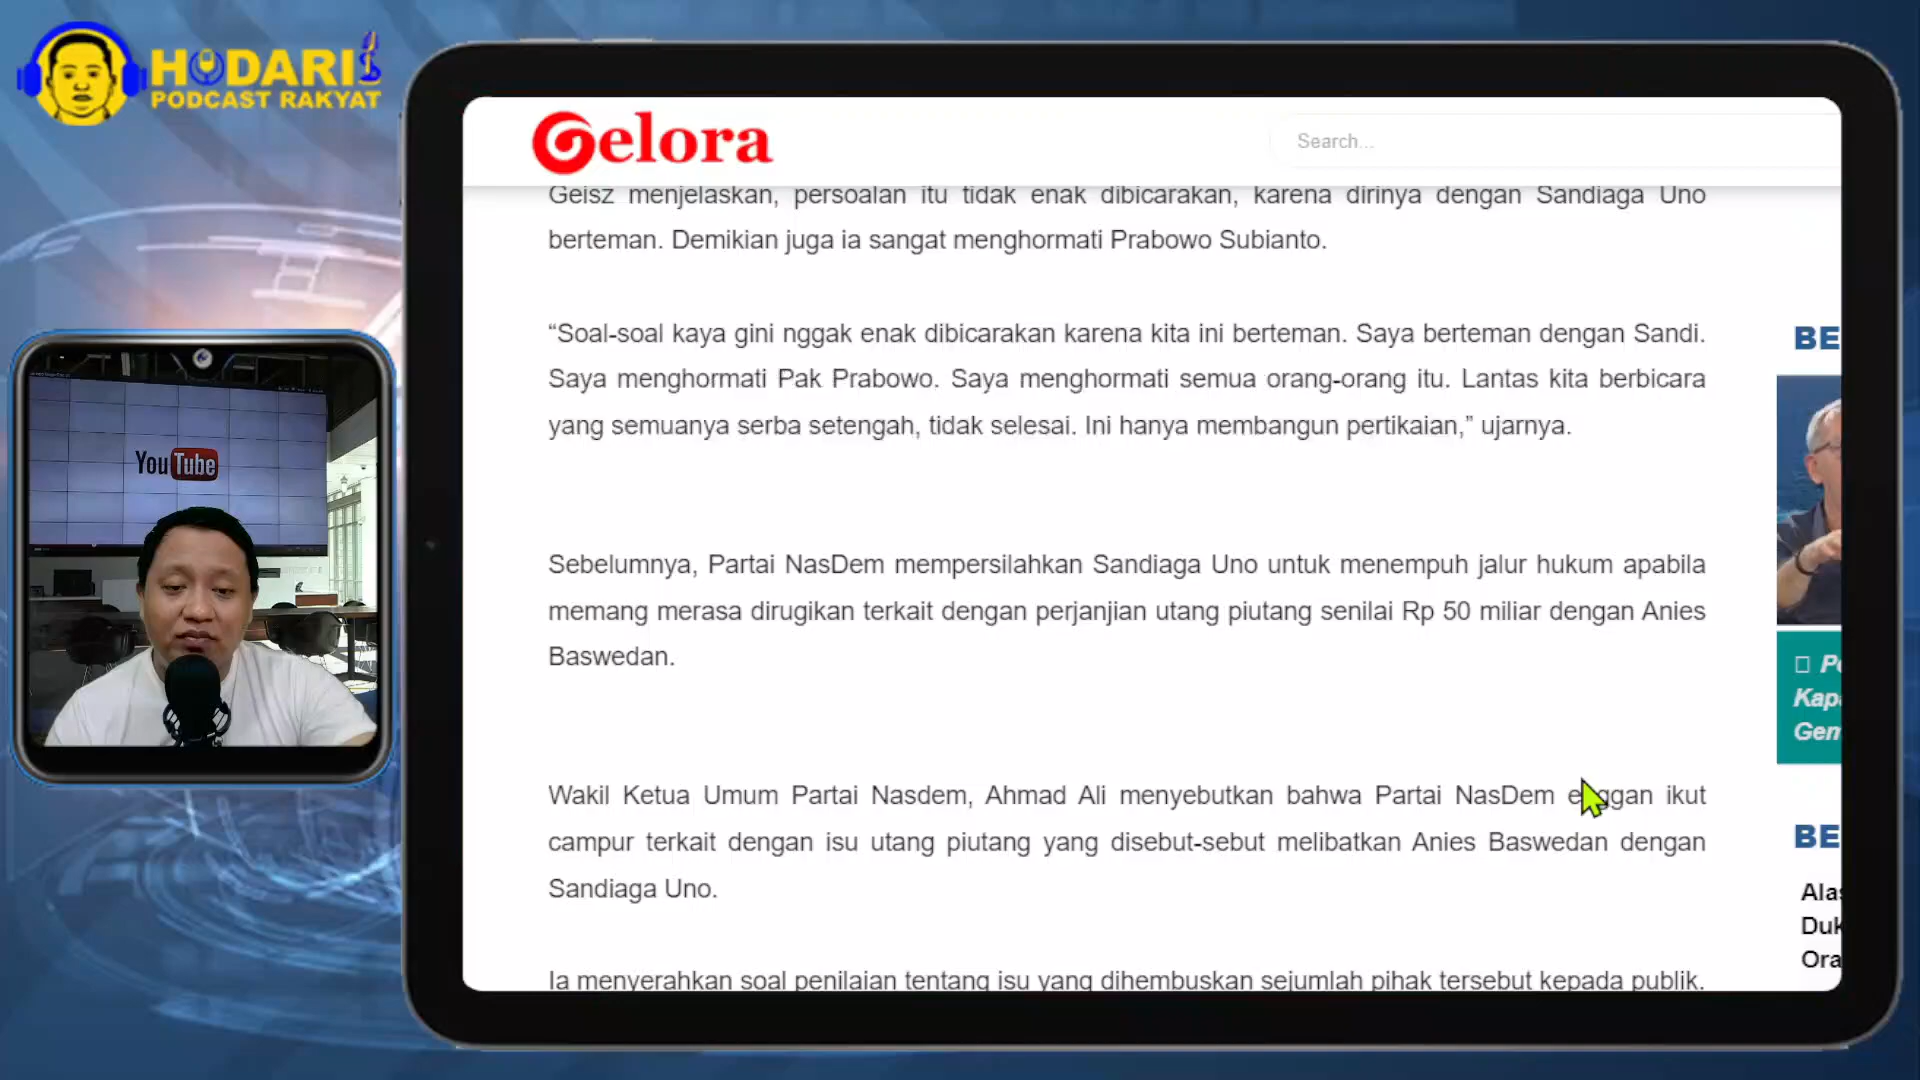 HODARI
PODCAST RAKYAT
Gelora
Search...
Geisz menjelaskan, persoalan itu tidak enak dibicarakan, karena dirinya dengan Sandiaga Uno
berteman. Demikian juga ia sangat menghormati Prabowo Subianto.
“Soal-soal kaya gini nggak enak dibicarakan karena kita ini berteman. Saya berteman dengan Sandi.
Saya menghormati Pak Prabowo. Saya menghormati semua orang-orang itu. Lantas kita berbicara
yang semuanya serba setengah, tidak selesai. Ini hanya membangun pertikaian,” ujarnya.
Sebelumnya, Partai NasDem mempersilahkan Sandiaga Uno untuk menempuh jalur hukum apabila
memang merasa dirugikan terkait dengan perjanjian utang piutang senilai Rp 50 miliar dengan Anies
Baswedan.
Wakil Ketua Umum Partai Nasdem, Ahmad Ali menyebutkan bahwa Partai NasDem enggan ikut
campur terkait dengan isu utang piutang yang disebut-sebut melibatkan Anies Baswedan dengan
Sandiaga Uno.
Ia menyerahkan soal penilaian tentang isu yang dihembuskan sejumlah pihak tersebut kepada publik.
BE
Kapa
Gem
BE
Alas
Duk
Ora
YouTube